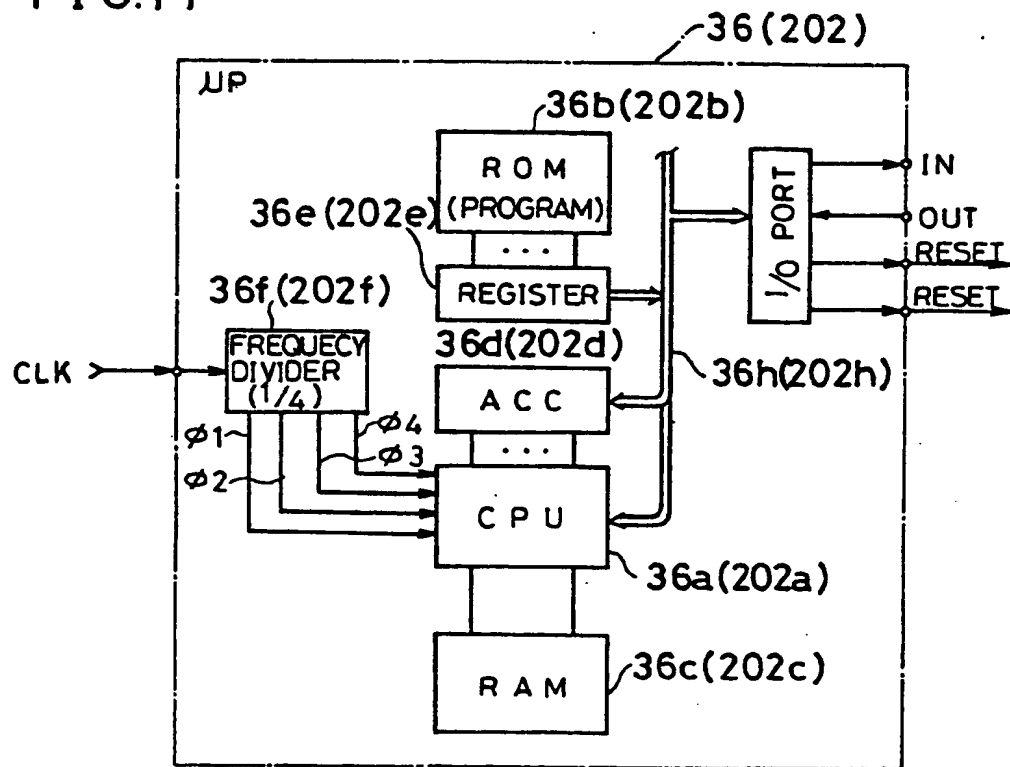 36 (202)
μP
36b(202b)
ROM
(PROGRAM)
36e(202e)
REGISTER
36f(202f)
FREQUECY
DIVIDER
(1/4)
CLK
36d(202d)
ACC
36h(202h)
I/O PORT
IN
OUT
RESET
RESET
φ1
φ2
φ3
φ4
CPU
36a(202a)
RAM
36c(202c)